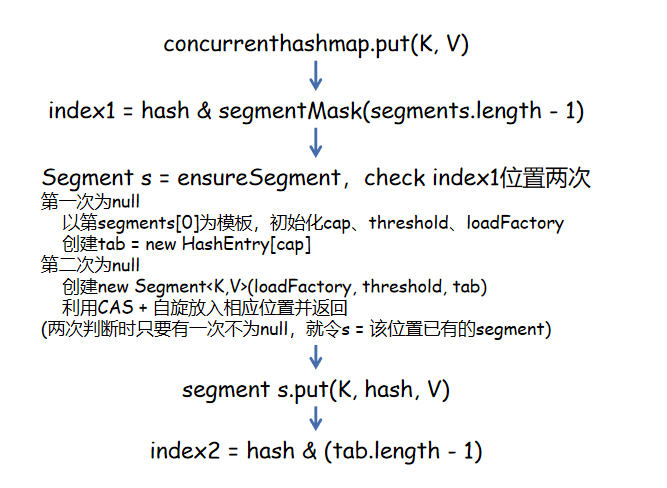 concurrenthashmap.put(K, V)
index1 = hash & segmentMask(segments.length - 1)
Segment s = ensureSegment，check index1位置两次
第一次为null
以第segments[0]为模板，初始化cap、threshold、loadFactory
创建tab = new HashEntry[cap]
第二次为null
创建new Segment<K,V>(loadFactory, threshold, tab)
利用CAS + 自旋放入相应位置并返回
(两次判断时只要有一次不为null，就令s = 该位置已有的segment)
segment s.put(K, hash, V)
index2 = hash & (tab.length - 1)